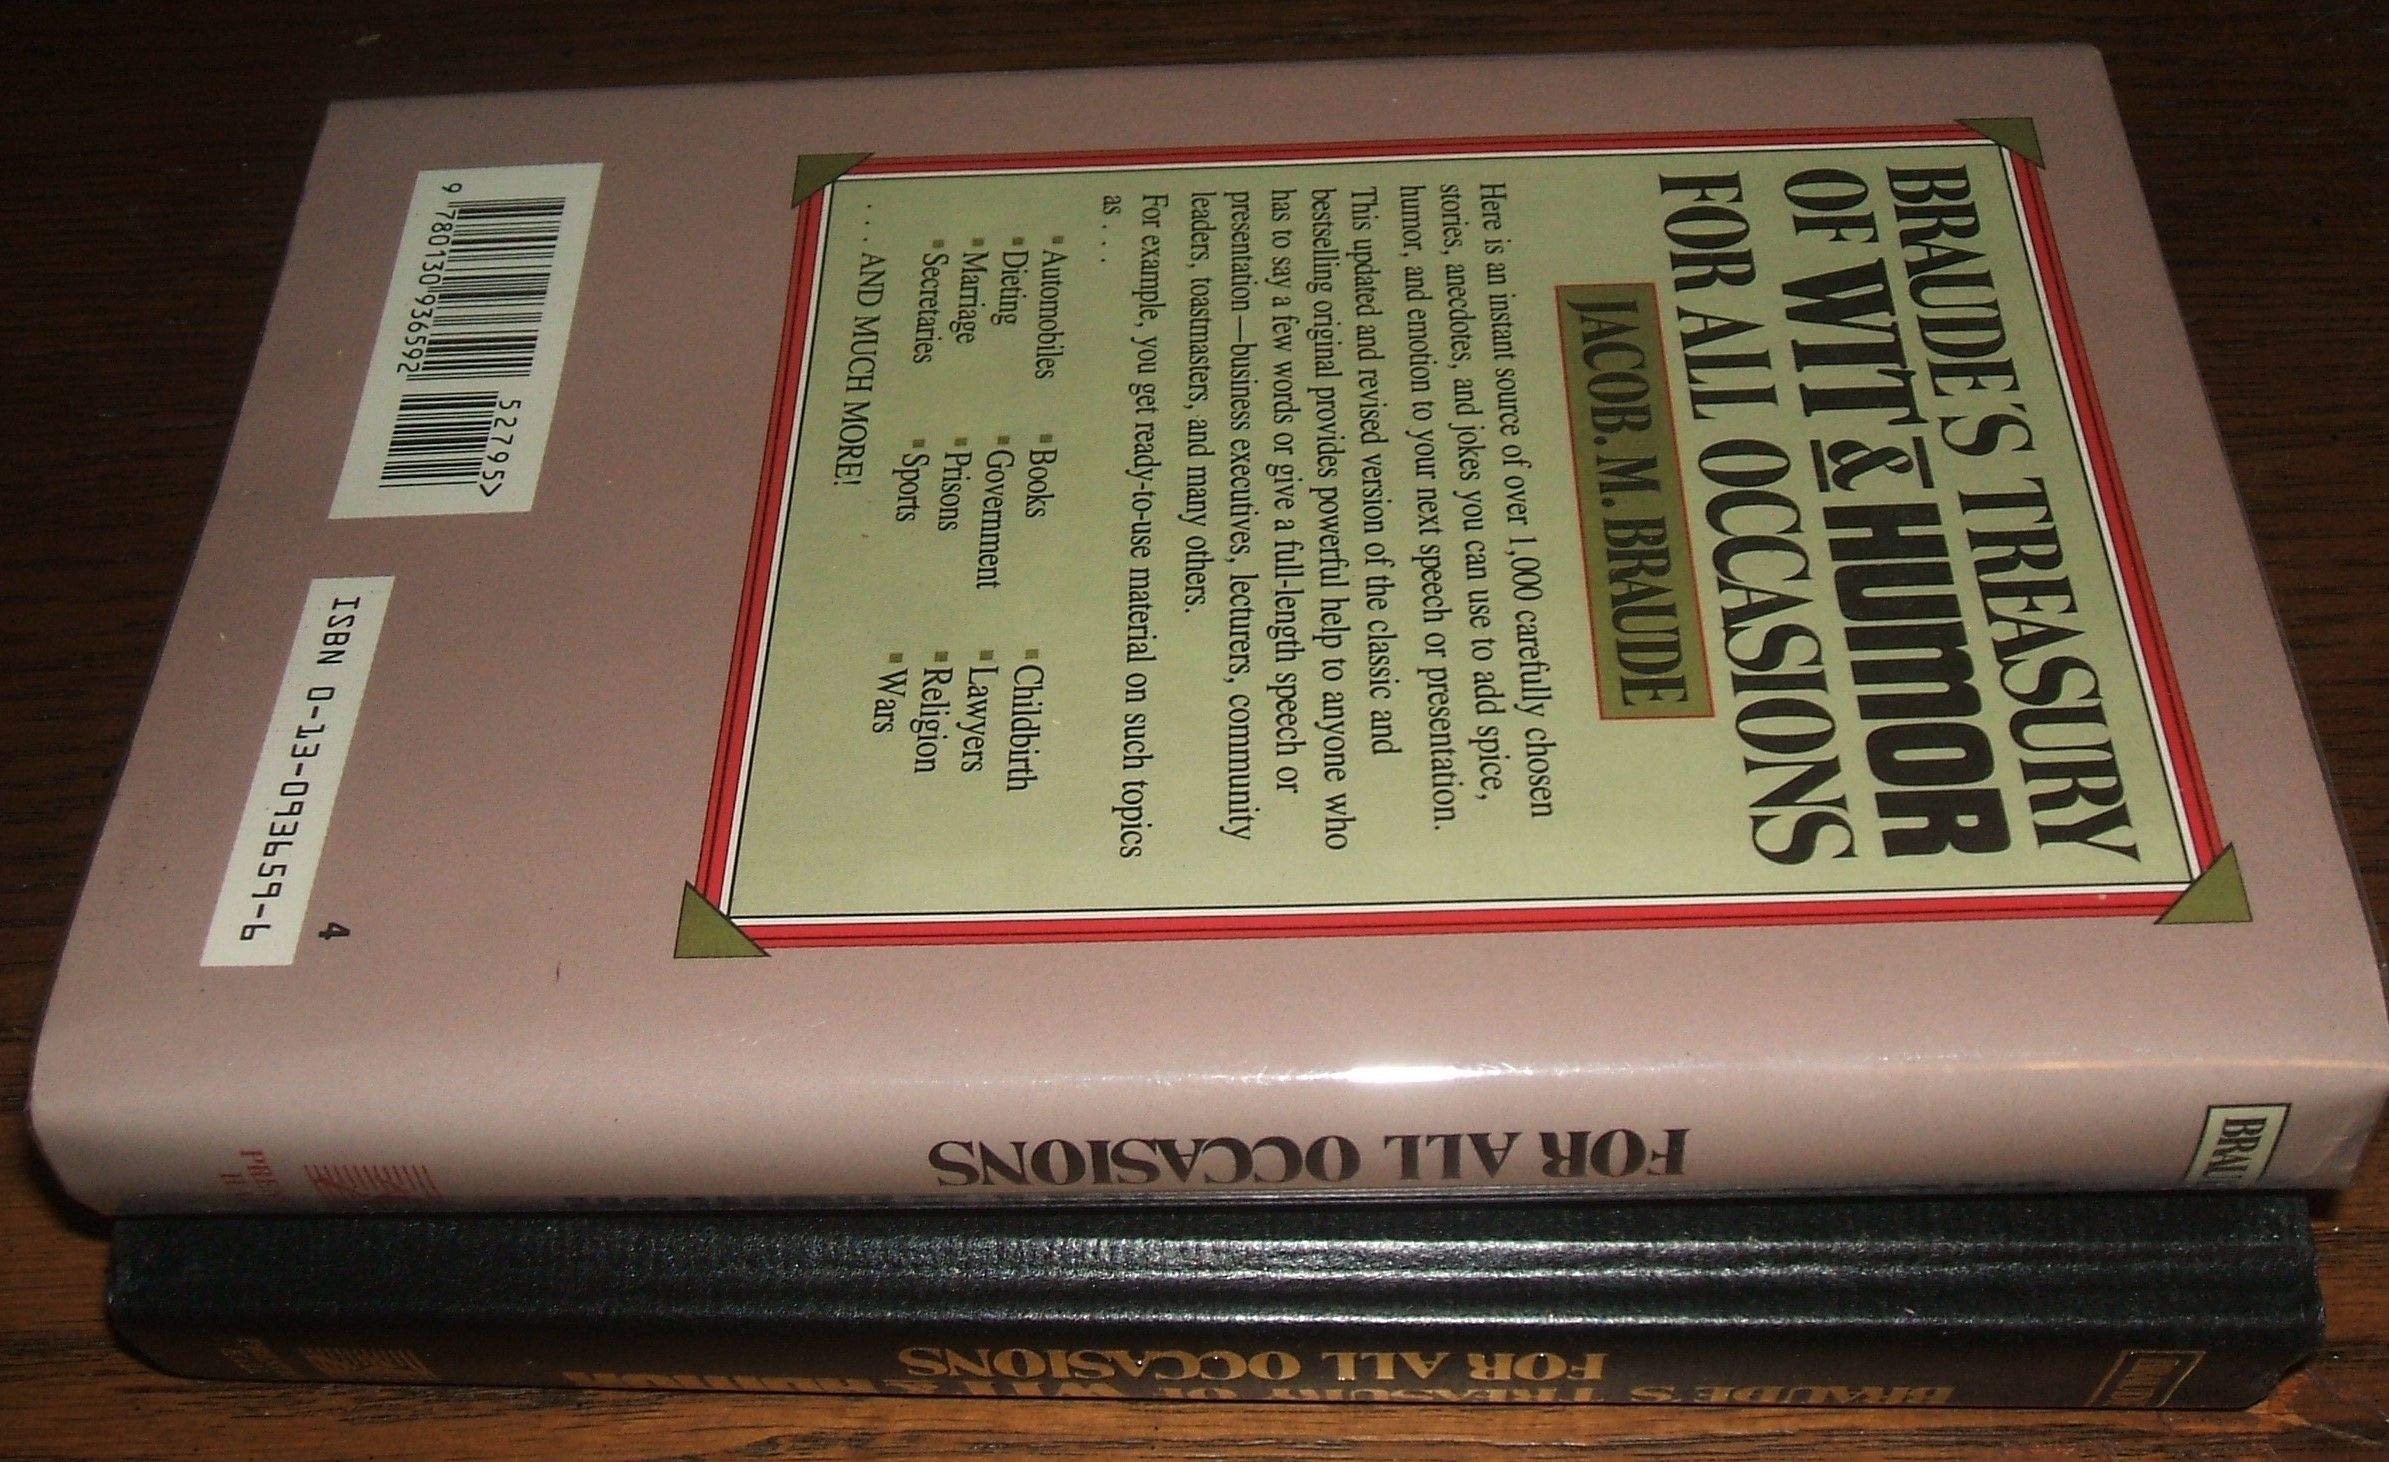 BRAUDE'S TREASURY
OF WIT & HUMOR
FOR ALL OCCASIONS
JACOB. M. BRAUDE
Here is an instant source of over 1,000 carefully chosen
stories, anecdotes, and jokes you can use to add spice,
humor, and emotion to your next speech or presentation.
This updated and revised version of the classic and
bestselling original provides powerful help to anyone who
has to say a few words or give a full-length speech or
presentation—business executives, lecturers, community
leaders, toastmasters, and many others.
For example, you get ready-to-use material on such topics
as . . .
▪ Automobiles ▪ Books ▪ Childbirth
▪ Dieting ▪ Government ▪ Lawyers
▪ Marriage ▪ Prisons ▪ Religion
▪ Secretaries ▪ Sports ▪ Wars
. . . AND MUCH MORE!
52795>
9 780130 936592
4
ISBN 0-13-093659-6
BRAU
FOR ALL OCCASIONS
BRAUDE'S TREASURY OF WIT & HUMOR
FOR ALL OCCASIONS